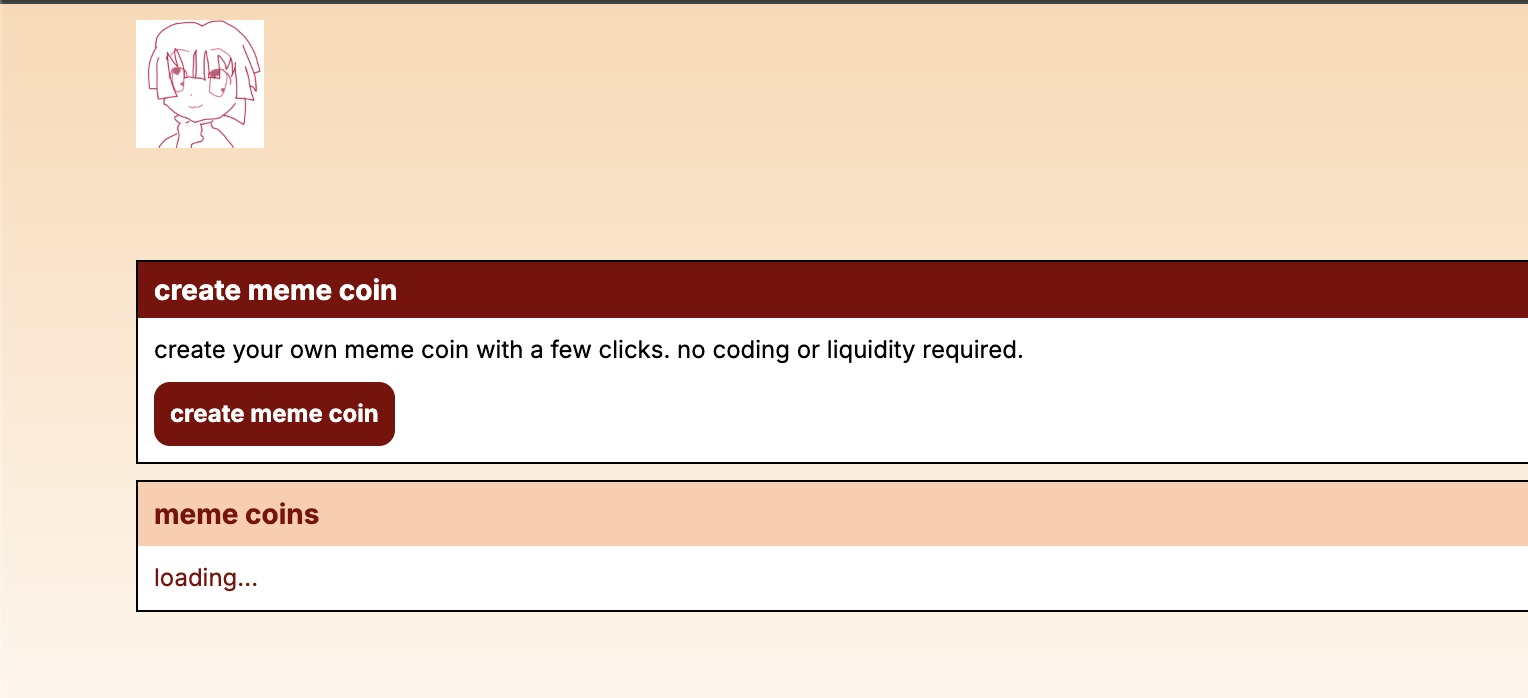 create meme coin
create your own meme coin with a few clicks. no coding or liquidity required.
create meme coin
meme coins
loading...